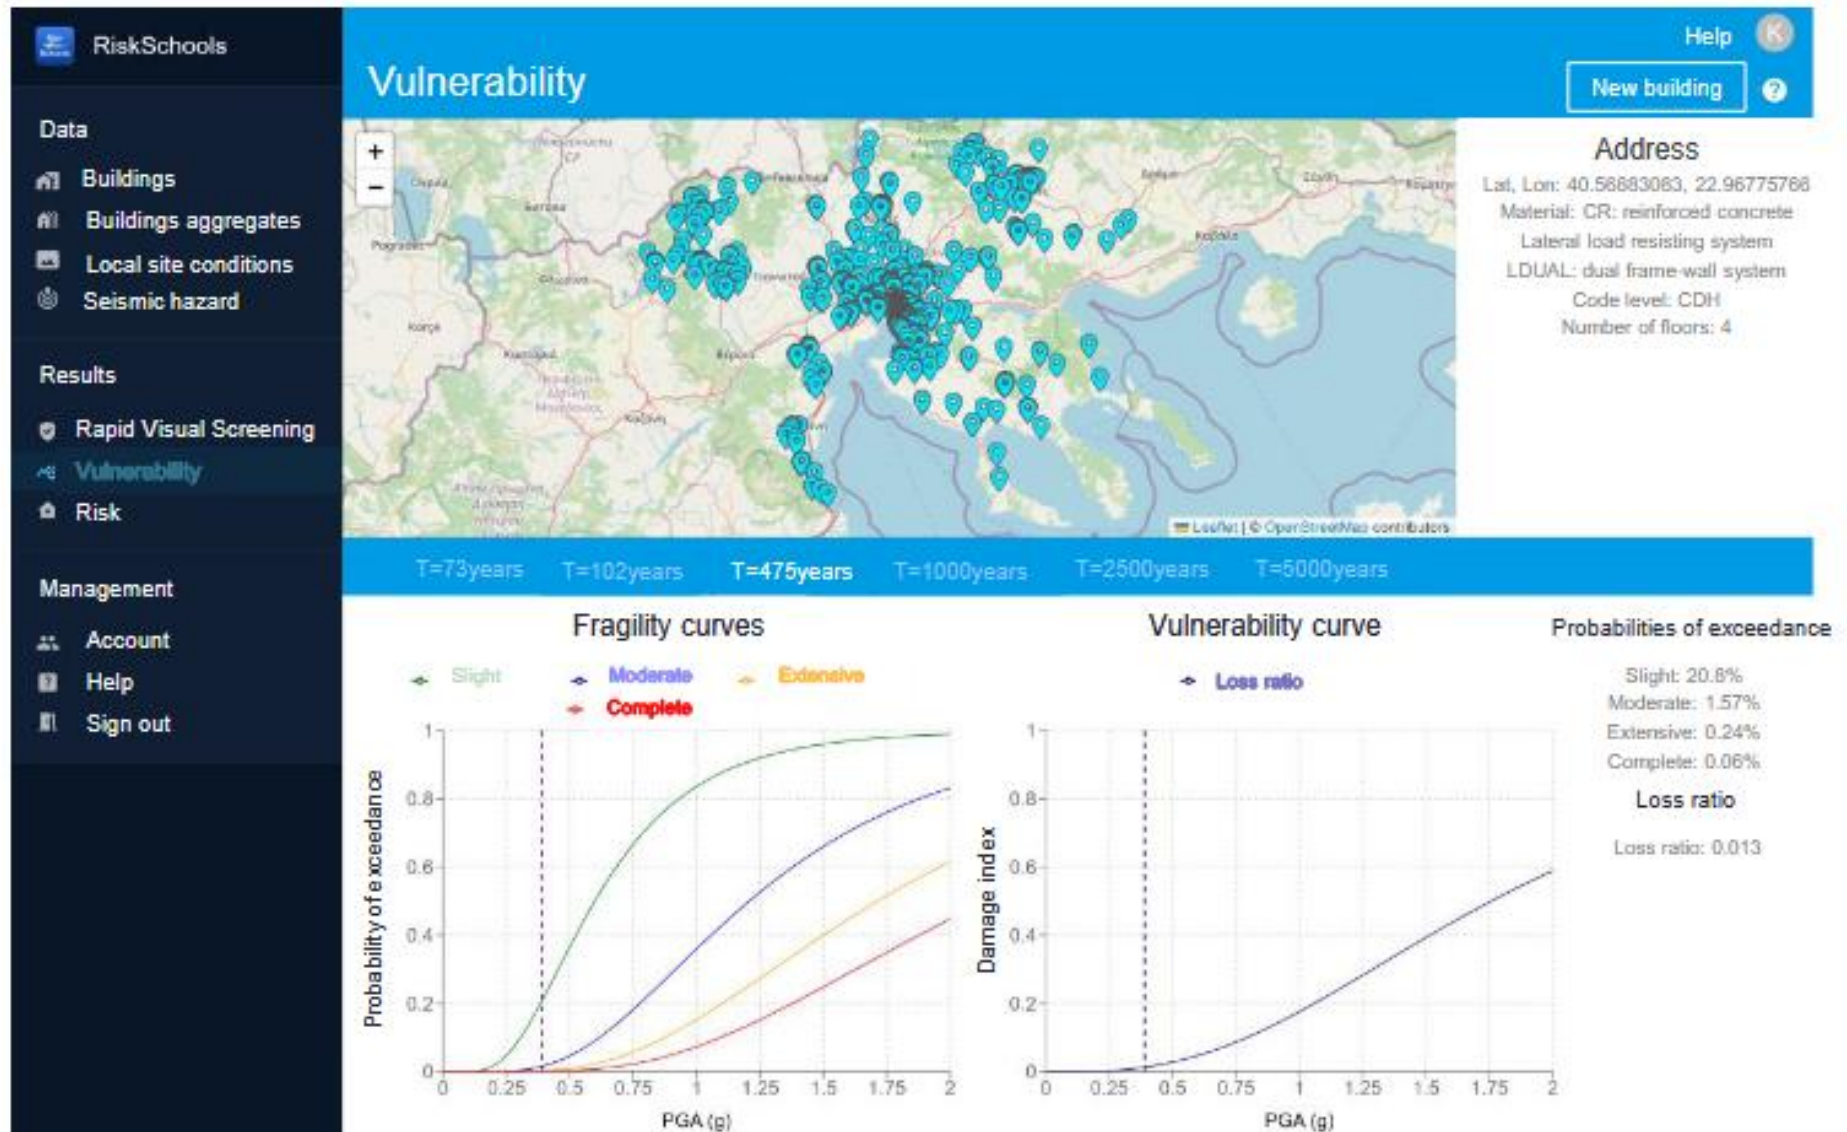 RiskSchools
Data
Buildings
Buildings aggregates
Local site conditions
Seismic hazard
Results
Rapid Visual Screening
Vulnerability
Risk
Management
Account
Help
Sign out
Help
K
Vulnerability
New building
?
+
−
Καβάλα
Κοζάνη
Βέροια
Korçë
Leaflet | © OpenStreetMap contributors
Address
Lat, Lon: 40.56683063, 22.96775766
Material: CR: reinforced concrete
Lateral load resisting system
LDUAL: dual frame-wall system
Code level: CDH
Number of floors: 4
T=73years T=102years T=475years T=1000years T=2500years T=5000years
Fragility curves
Slight Moderate Extensive
Complete
Probability of exceedance
1
0.8
0.6
0.4
0.2
0
0 0.25 0.5 0.75 1 1.25 1.5 1.75 2
PGA (g)
Vulnerability curve
Loss ratio
Damage index
1
0.8
0.6
0.4
0.2
0
0 0.25 0.5 0.75 1 1.25 1.5 1.75 2
PGA (g)
Probabilities of exceedance
Slight: 20.8%
Moderate: 1.57%
Extensive: 0.24%
Complete: 0.06%
Loss ratio
Loss ratio: 0.013